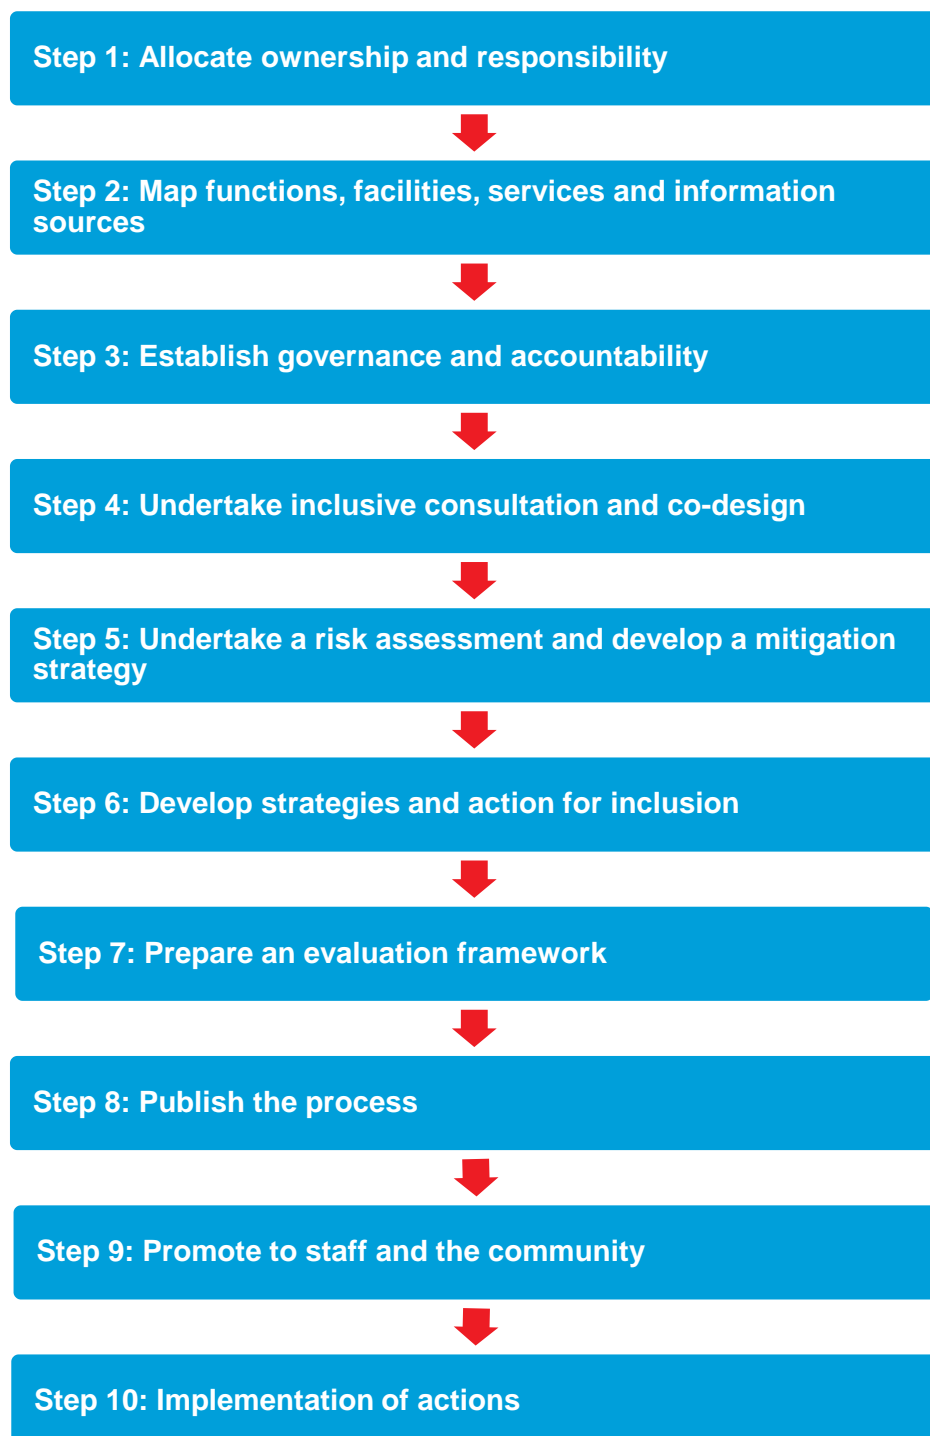 Step 1: Allocate ownership and responsibility
Step 2: Map functions, facilities, services and information
sources
Step 3: Establish governance and accountability
Step 4: Undertake inclusive consultation and co-design
Step 5: Undertake a risk assessment and develop a mitigation
strategy
Step 6: Develop strategies and action for inclusion
Step 7: Prepare an evaluation framework
Step 8: Publish the process
Step 9: Promote to staff and the community
Step 10: Implementation of actions